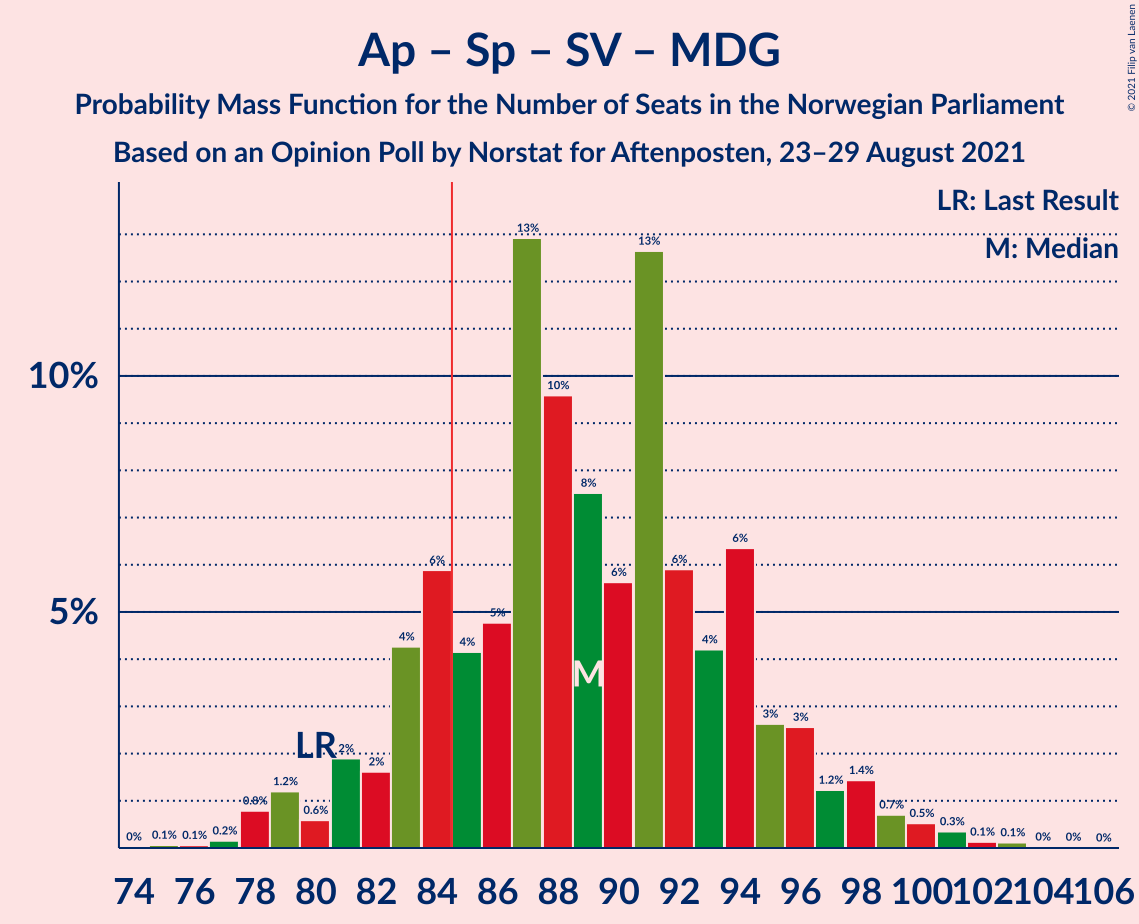 Ap – Sp – SV – MDG
Probability Mass Function for the Number of Seats in the Norwegian Parliament
Based on an Opinion Poll by Norstat for Aftenposten, 23–29 August 2021
© 2021 Filip van Laenen
LR: Last Result
M: Median
10%
5%
0% 0.1% 0.1% 0.2% 0.8% 1.2% 0.6% 2% 2% 4% 6% 4% 5% 13% 10% 8% 6% 13% 6% 4% 6% 3% 3% 1.2% 1.4% 0.7% 0.5% 0.3% 0.1% 0.1% 0% 0% 0%
LR
M
74 76 78 80 82 84 86 88 90 92 94 96 98 100 102 104 106